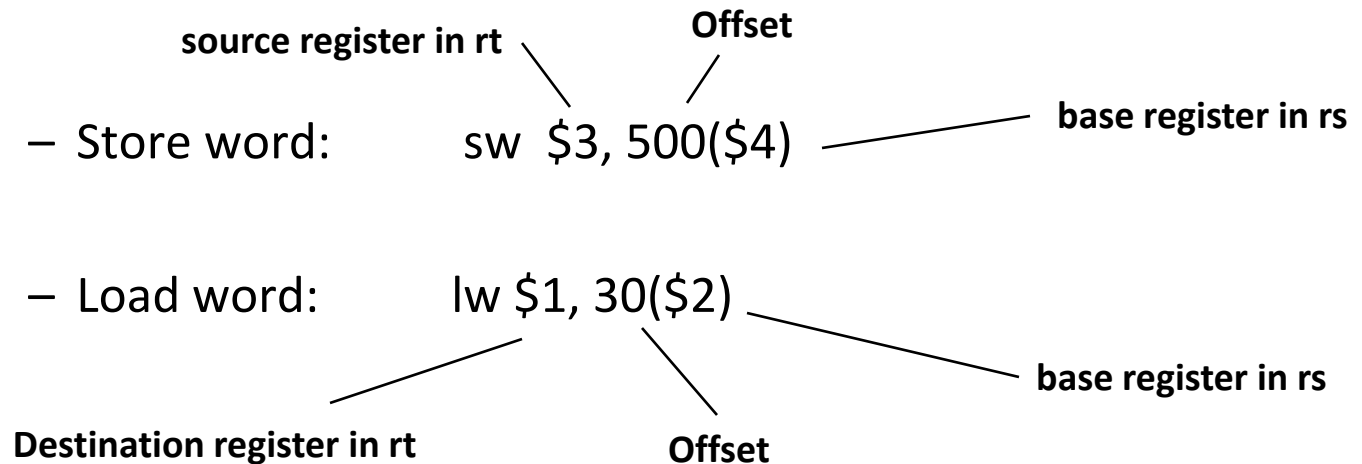 source register in rt
Offset
– Store word: sw $3, 500($4)
base register in rs
– Load word: lw $1, 30($2)
base register in rs
Destination register in rt
Offset